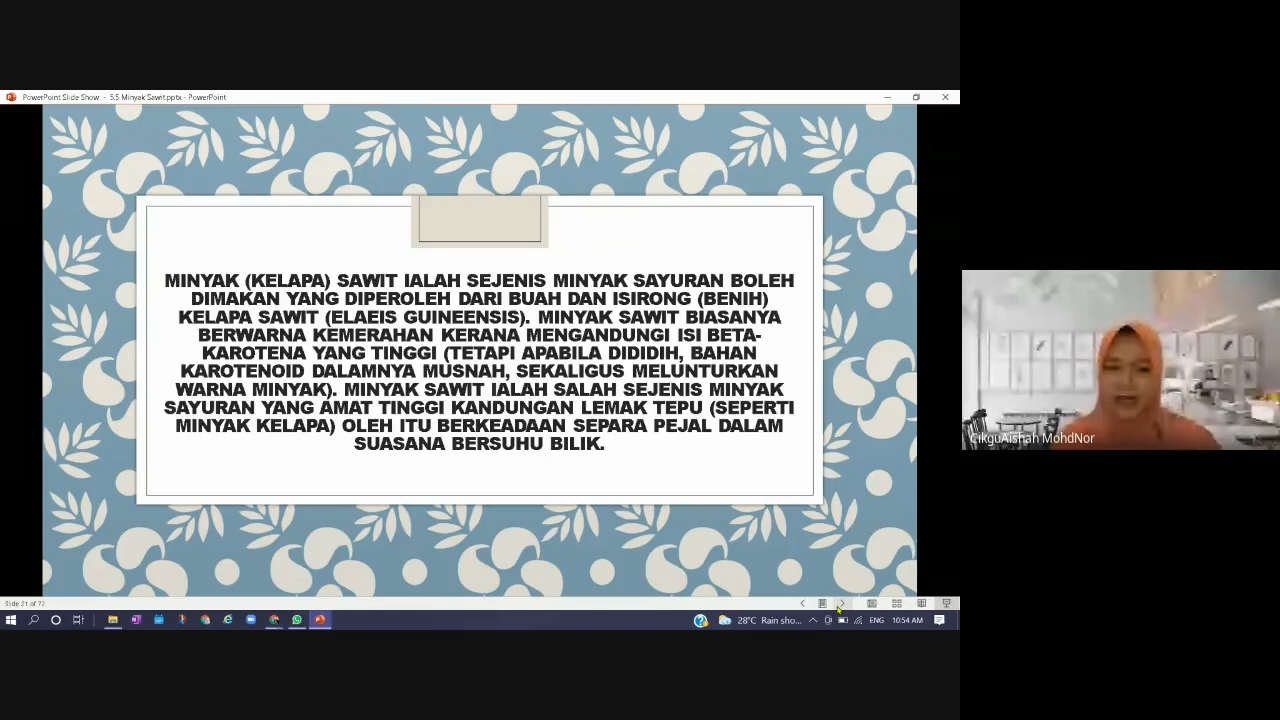 PowerPoint Slide Show - 5.5 Minyak Sawit.pptx - PowerPoint
MINYAK (KELAPA) SAWIT IALAH SEJENIS MINYAK SAYURAN BOLEH
DIMAKAN YANG DIPEROLEH DARI BUAH DAN ISIRONG (BENIH)
KELAPA SAWIT (ELAEIS GUINEENSIS). MINYAK SAWIT BIASANYA
BERWARNA KEMERAHAN KERANA MENGANDUNGI ISI BETA-
KAROTENA YANG TINGGI (TETAPI APABILA DIDIDIH, BAHAN
KAROTENOID DALAMNYA MUSNAH, SEKALIGUS MELUNTURKAN
WARNA MINYAK). MINYAK SAWIT IALAH SALAH SEJENIS MINYAK
SAYURAN YANG AMAT TINGGI KANDUNGAN LEMAK TEPU (SEPERTI
MINYAK KELAPA) OLEH ITU BERKEADAAN SEPARA PEJAL DALAM
SUASANA BERSUHU BILIK.
CikguAishah MohdNor
Slide 21 of 72
28°C Rain sho... ENG 10:54 AM